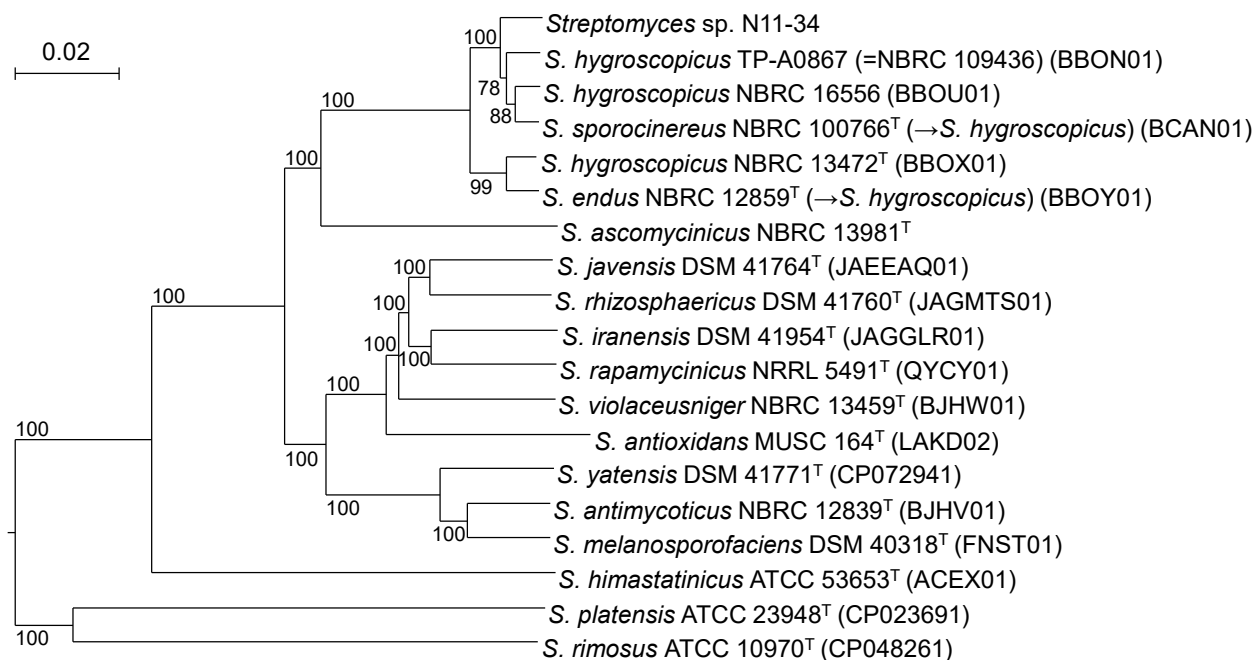 0.02
100
Streptomyces sp. N11-34
S. hygroscopicus TP-A0867 (=NBRC 109436) (BBON01)
78
S. hygroscopicus NBRC 16556 (BBOU01)
88
S. sporocinereus NBRC 100766ᵀ (→S. hygroscopicus) (BCAN01)
100
100
S. hygroscopicus NBRC 13472ᵀ (BBOX01)
99
S. endus NBRC 12859ᵀ (→S. hygroscopicus) (BBOY01)
S. ascomycinicus NBRC 13981ᵀ
100
S. javensis DSM 41764ᵀ (JAEEAQ01)
100
100
S. rhizosphaericus DSM 41760ᵀ (JAGMTS01)
S. iranensis DSM 41954ᵀ (JAGGLR01)
100
100
S. rapamycinicus NRRL 5491ᵀ (QYCY01)
100
S. violaceusniger NBRC 13459ᵀ (BJHW01)
100
S. antioxidans MUSC 164ᵀ (LAKD02)
100
S. yatensis DSM 41771ᵀ (CP072941)
100
S. antimycoticus NBRC 12839ᵀ (BJHV01)
100
S. melanosporofaciens DSM 40318ᵀ (FNST01)
S. himastatinicus ATCC 53653ᵀ (ACEX01)
S. platensis ATCC 23948ᵀ (CP023691)
100
S. rimosus ATCC 10970ᵀ (CP048261)